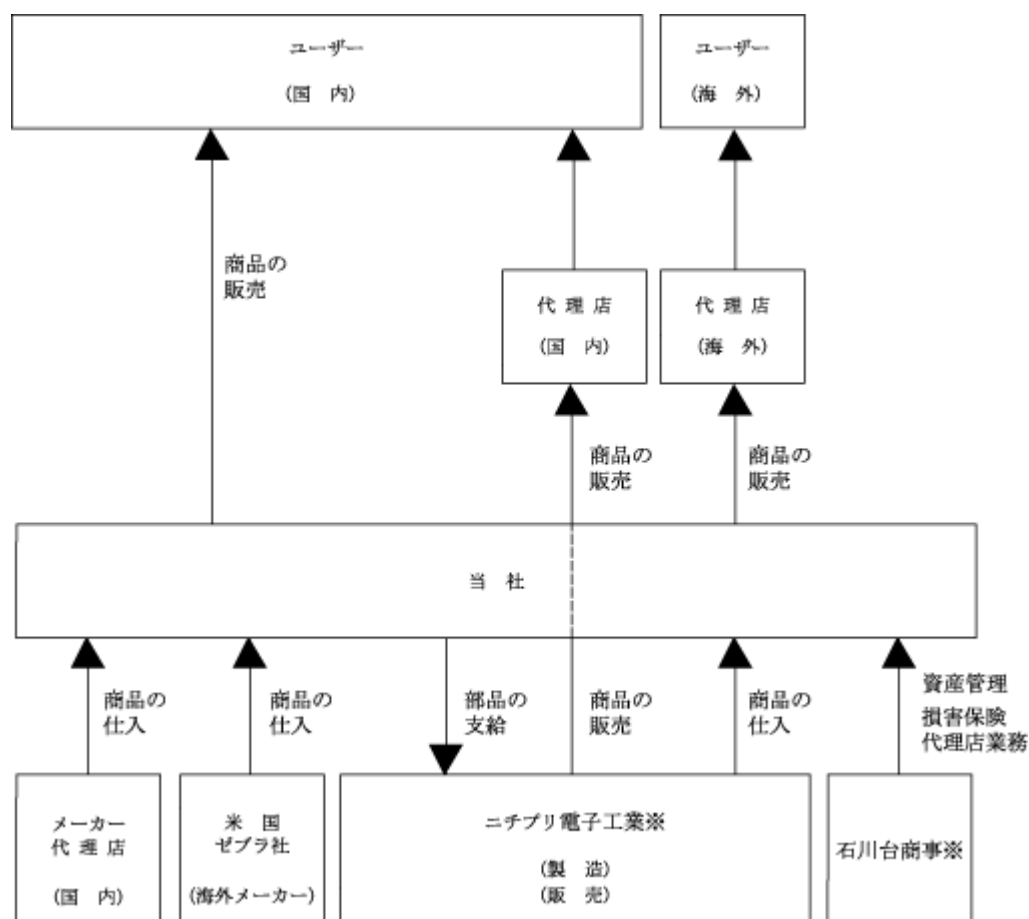 ユーザー
(国 内)
ユーザー
(海 外)
商品の
販売
代 理 店
(国 内)
代 理 店
(海 外)
商品の
販売
商品の
販売
当 社
商品の
仕入
商品の
仕入
部品の
支給
商品の
販売
商品の
仕入
資産管理
損害保険
代理店業務
メーカー
代 理 店
(国 内)
米 国
ゼブラ社
(海外メーカー)
ニチプリ電子工業※
(製 造)
(販 売)
石川台商事※